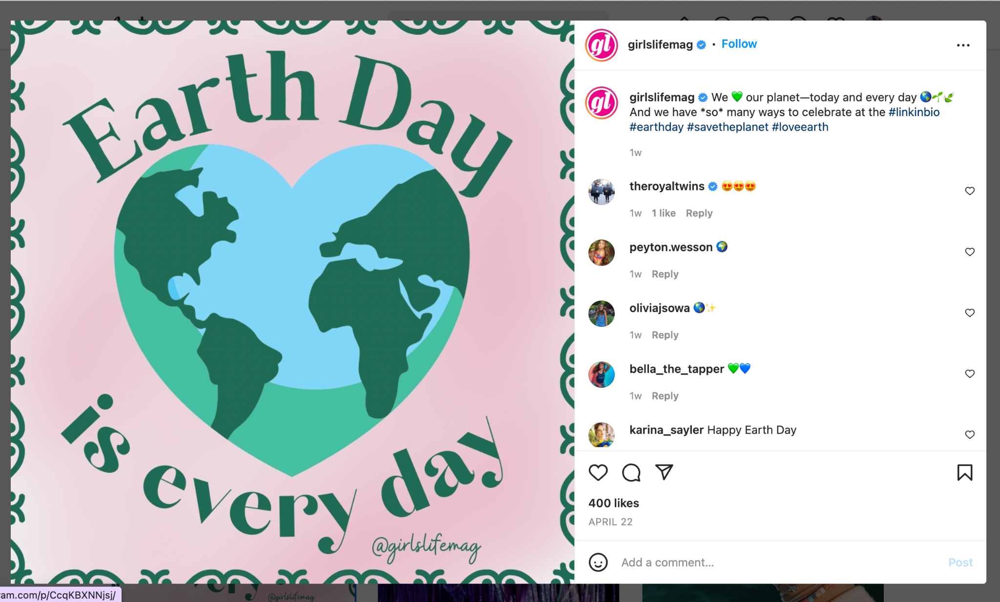 Earth Day
is every day
@girlslifemag
gl
girlslifemag • Follow
gl
girlslifemag We 💚 our planet—today and every day 🌎🌱🍃
And we have *so* many ways to celebrate at the #linkinbio
#earthday #savetheplanet #loveearth
1w
theroyaltwins 😍😍😍
1w 1 like Reply
peyton.wesson 🌍
1w Reply
oliviajsowa 🌎✨
1w Reply
bella_the_tapper 💚💙
1w Reply
karina_sayler Happy Earth Day
400 likes
APRIL 22
Add a comment... Post
ram.com/p/CcqKBXNNjsj/
@girlslifemag